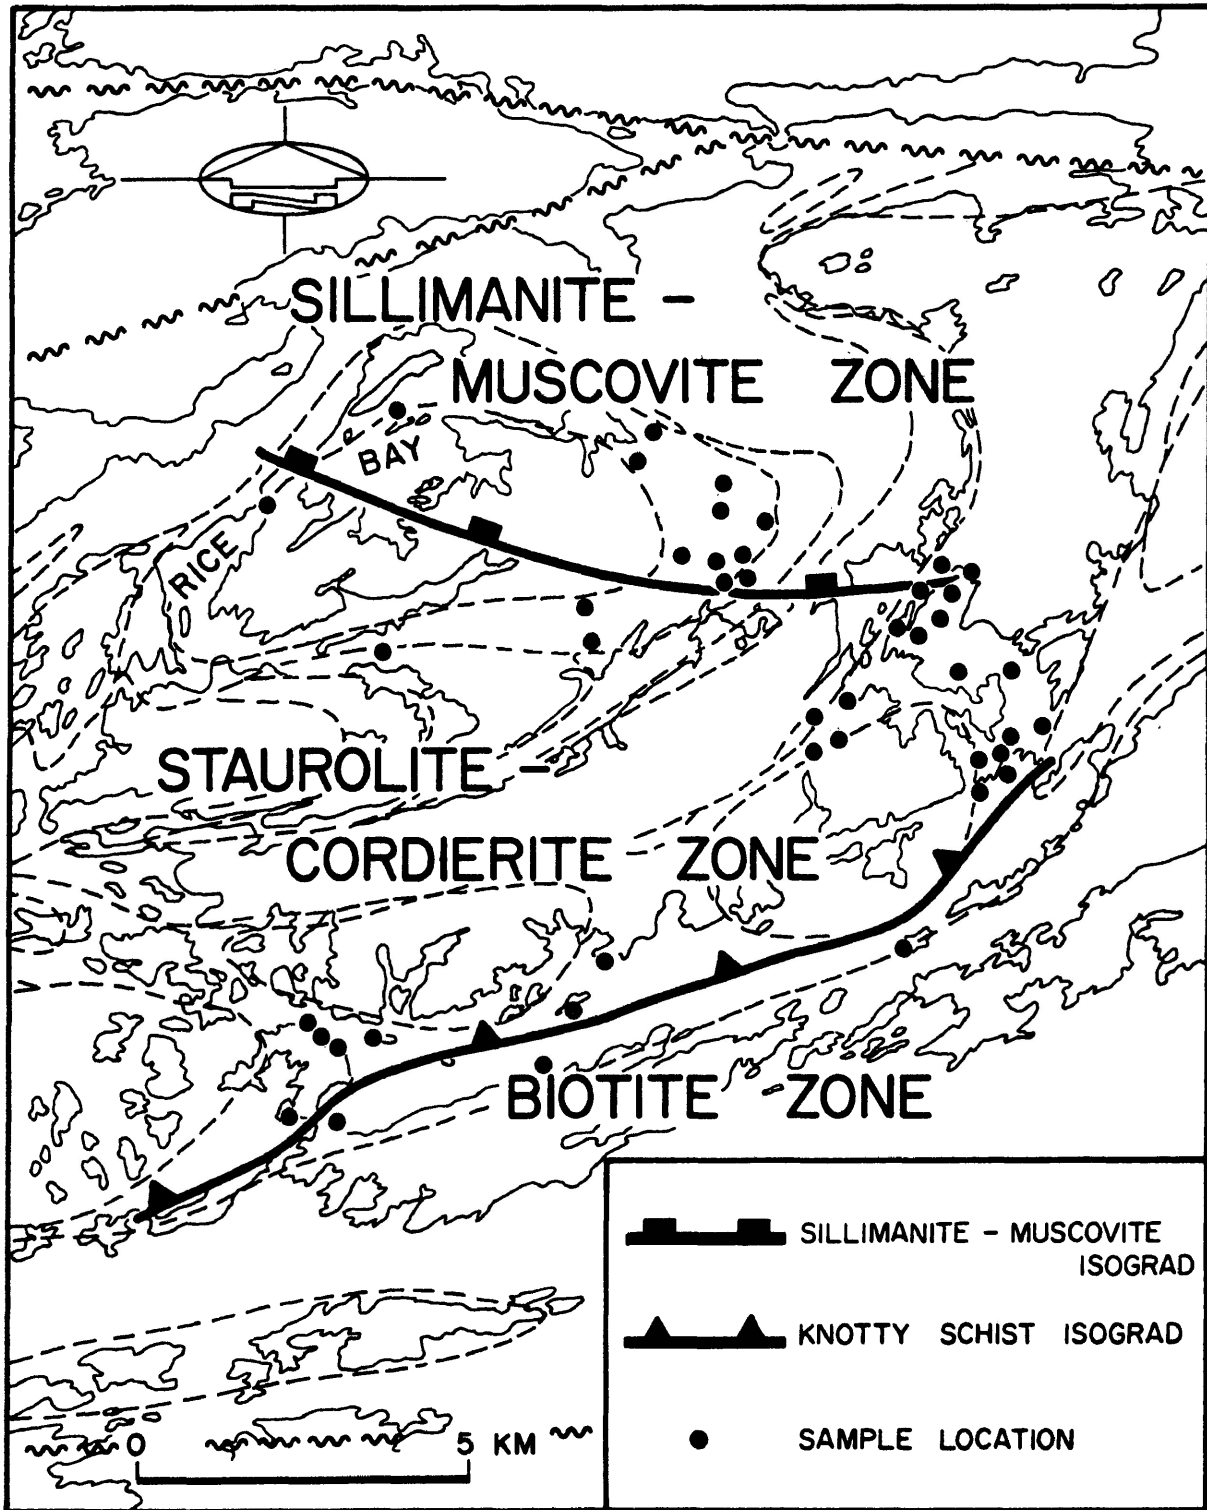 SILLIMANITE -
MUSCOVITE ZONE
BAY
RICE
STAUROLITE -
CORDIERITE ZONE
BIOTITE ZONE
SILLIMANITE - MUSCOVITE
ISOGRAD
KNOTTY SCHIST ISOGRAD
SAMPLE LOCATION
0 5 KM